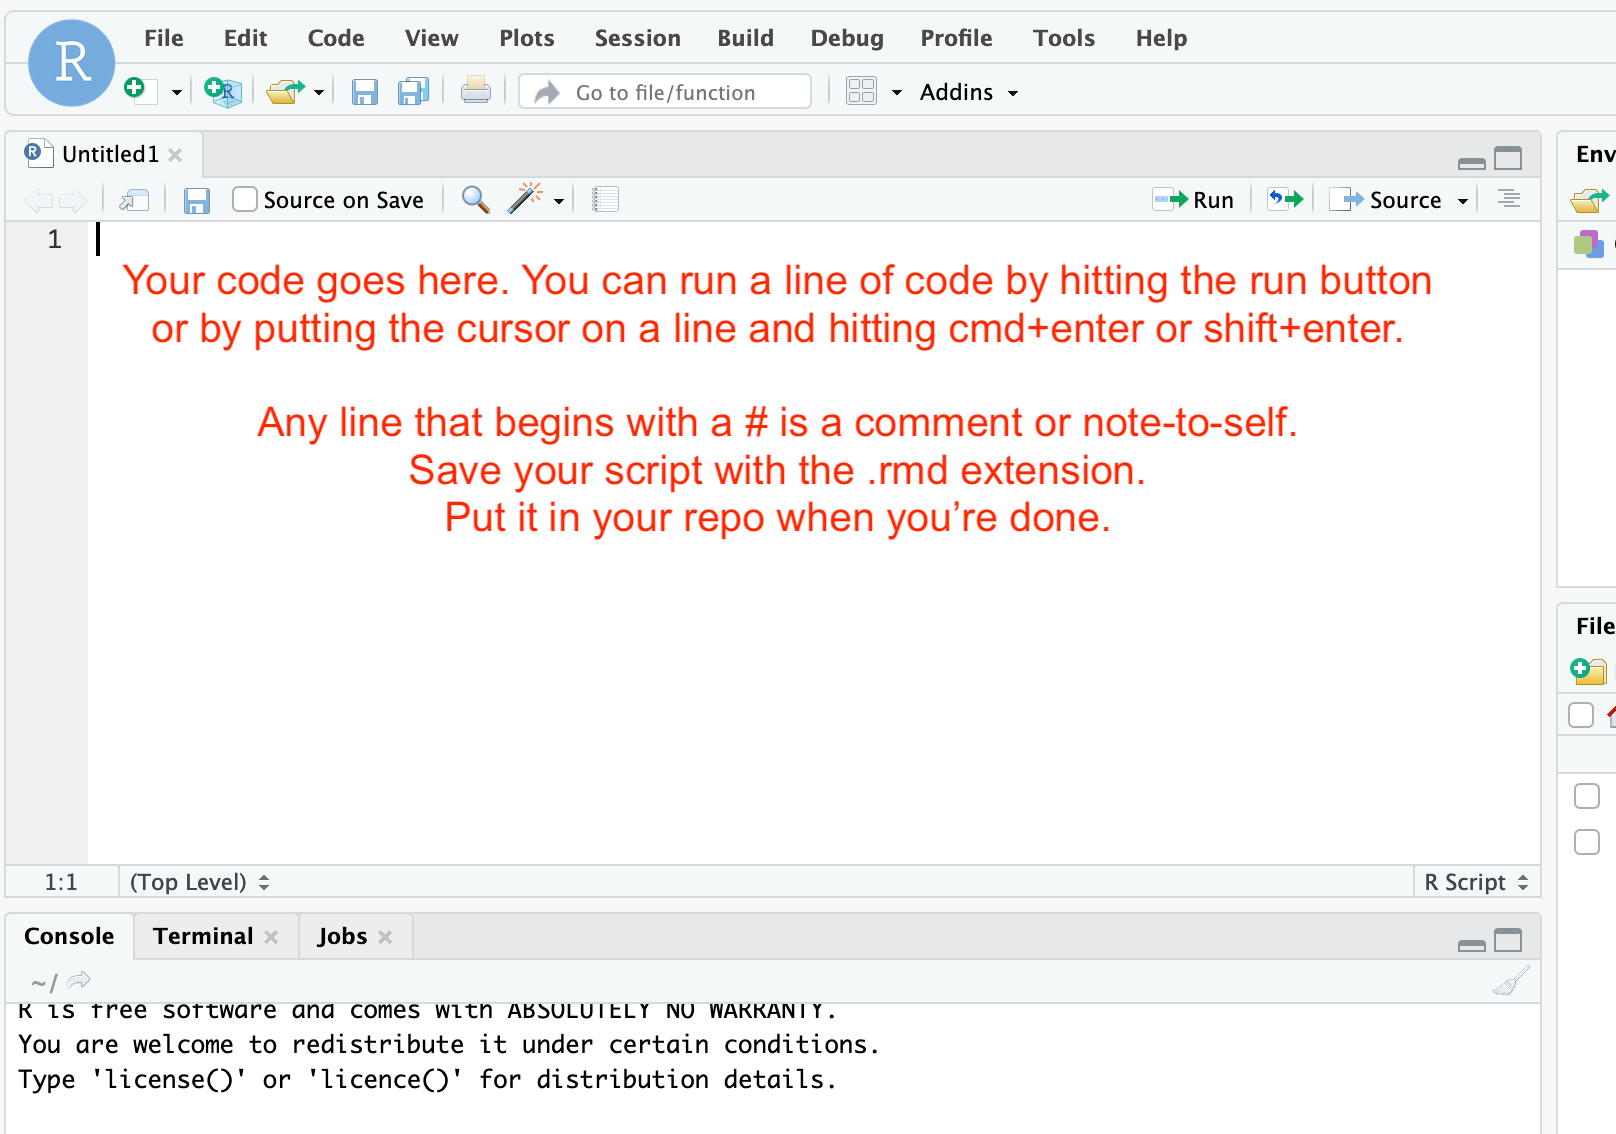 R
File Edit Code View Plots Session Build Debug Profile Tools Help
R Go to file/function Addins
R Untitled1
Source on Save Run Source
1
Your code goes here. You can run a line of code by hitting the run button
or by putting the cursor on a line and hitting cmd+enter or shift+enter.
Any line that begins with a # is a comment or note-to-self.
Save your script with the .rmd extension.
Put it in your repo when you’re done.
1:1 (Top Level) R Script
Console Terminal Jobs
~/
R is free software and comes with ABSOLUTELY NO WARRANTY.
You are welcome to redistribute it under certain conditions.
Type 'license()' or 'licence()' for distribution details.
Env
File